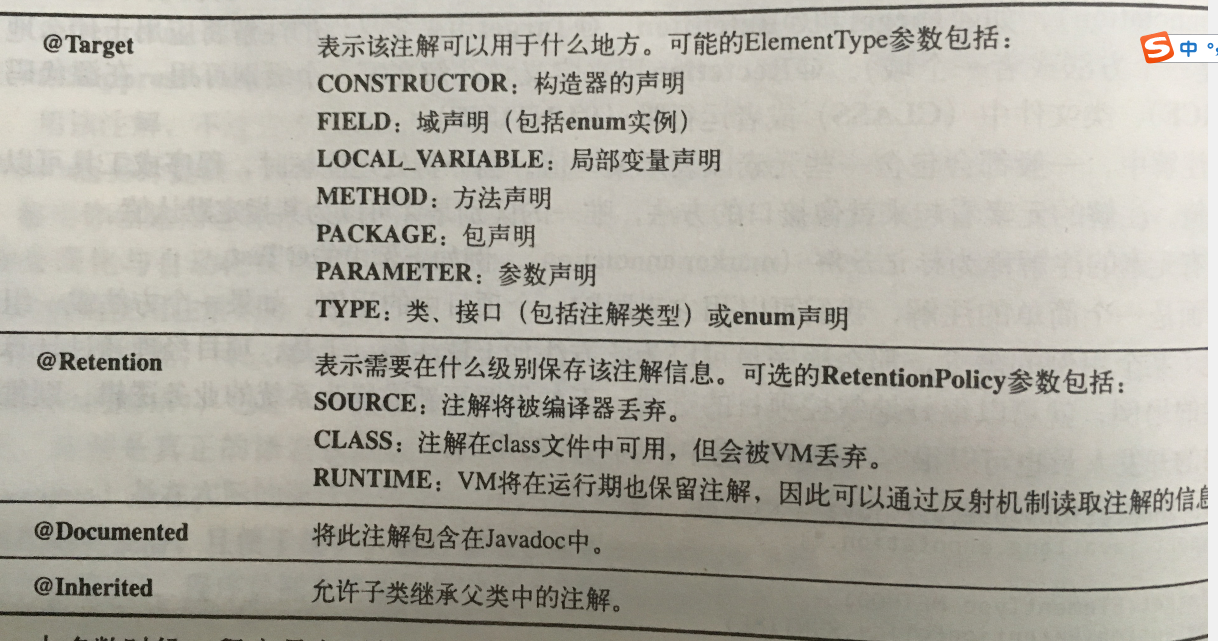 @Target 表示该注解可以用于什么地方。可能的ElementType参数包括：
CONSTRUCTOR：构造器的声明
FIELD：域声明（包括enum实例）
LOCAL VARIABLE：局部变量声明
METHOD：方法声明
PACKAGE：包声明
PARAMETER：参数声明
TYPE：类、接口（包括注解类型）或enum声明
@Retention 表示需要在什么级别保存该注解信息。可选的RetentionPolicy参数包括：
SOURCE：注解将被编译器丢弃。
CLASS：注解在class文件中可用，但会被VM丢弃。
RUNTIME：VM将在运行期也保留注解，因此可以通过反射机制读取注解的信息
@Documented 将此注解包含在Javadoc中。
@Inherited 允许子类继承父类中的注解。
S 中